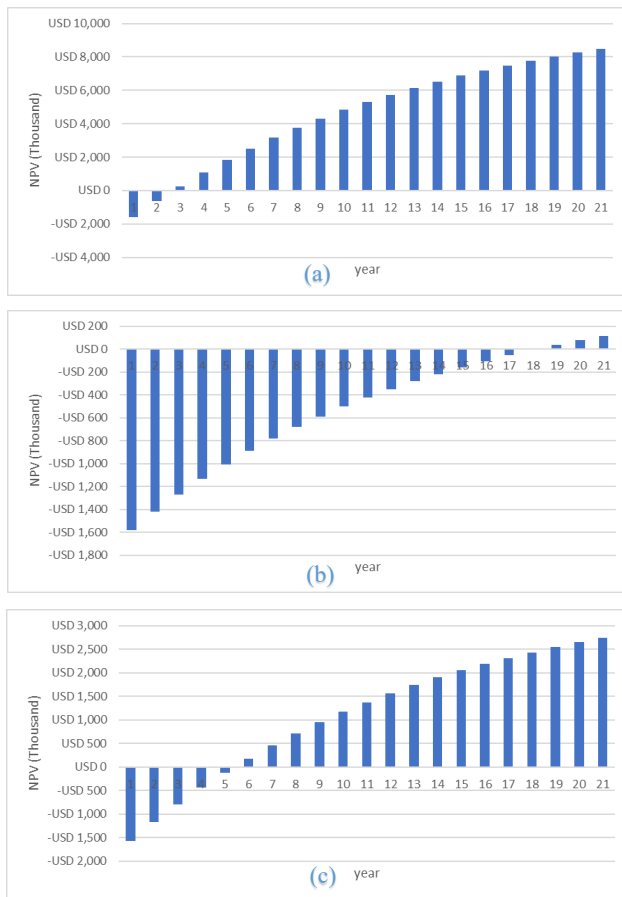 USD 10,000
USD 8,000
USD 6,000
USD 4,000
USD 2,000
USD 0
-USD 2,000
-USD 4,000
NPV (Thousand)
1 2 3 4 5 6 7 8 9 10 11 12 13 14 15 16 17 18 19 20 21
(a) year
USD 200
USD 0
-USD 200
-USD 400
-USD 600
-USD 800
-USD 1,000
-USD 1,200
-USD 1,400
-USD 1,600
-USD 1,800
NPV (Thousand)
1 2 3 4 5 6 7 8 9 10 11 12 13 14 15 16 17 18 19 20 21
(b) year
USD 3,000
USD 2,500
USD 2,000
USD 1,500
USD 1,000
USD 500
USD 0
-USD 500
-USD 1,000
-USD 1,500
-USD 2,000
NPV (Thousand)
1 2 3 4 5 6 7 8 9 10 11 12 13 14 15 16 17 18 19 20 21
(c) year